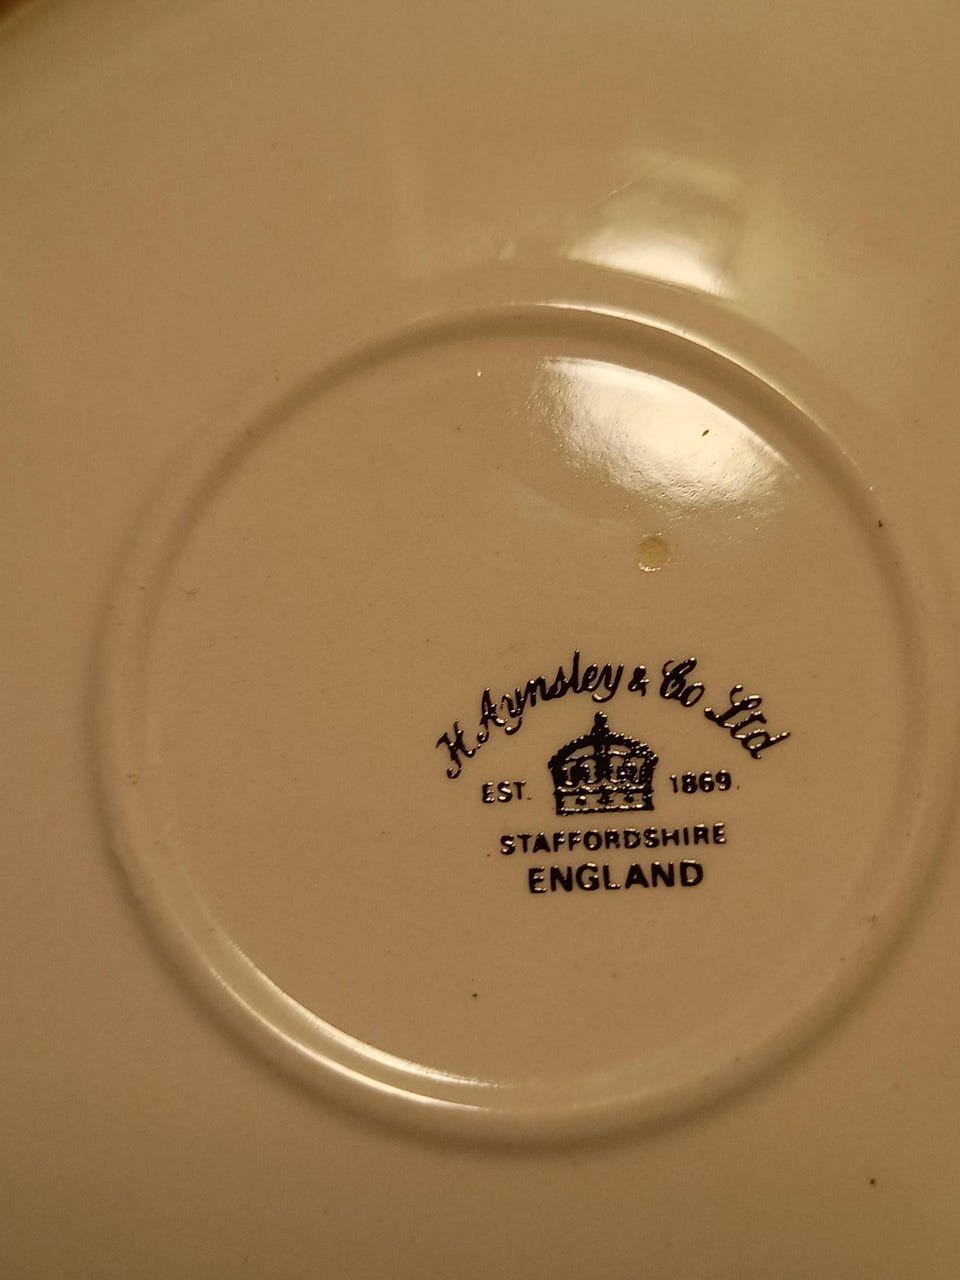 H. Aynsley & Co Ltd
EST. 1869.
STAFFORDSHIRE
ENGLAND